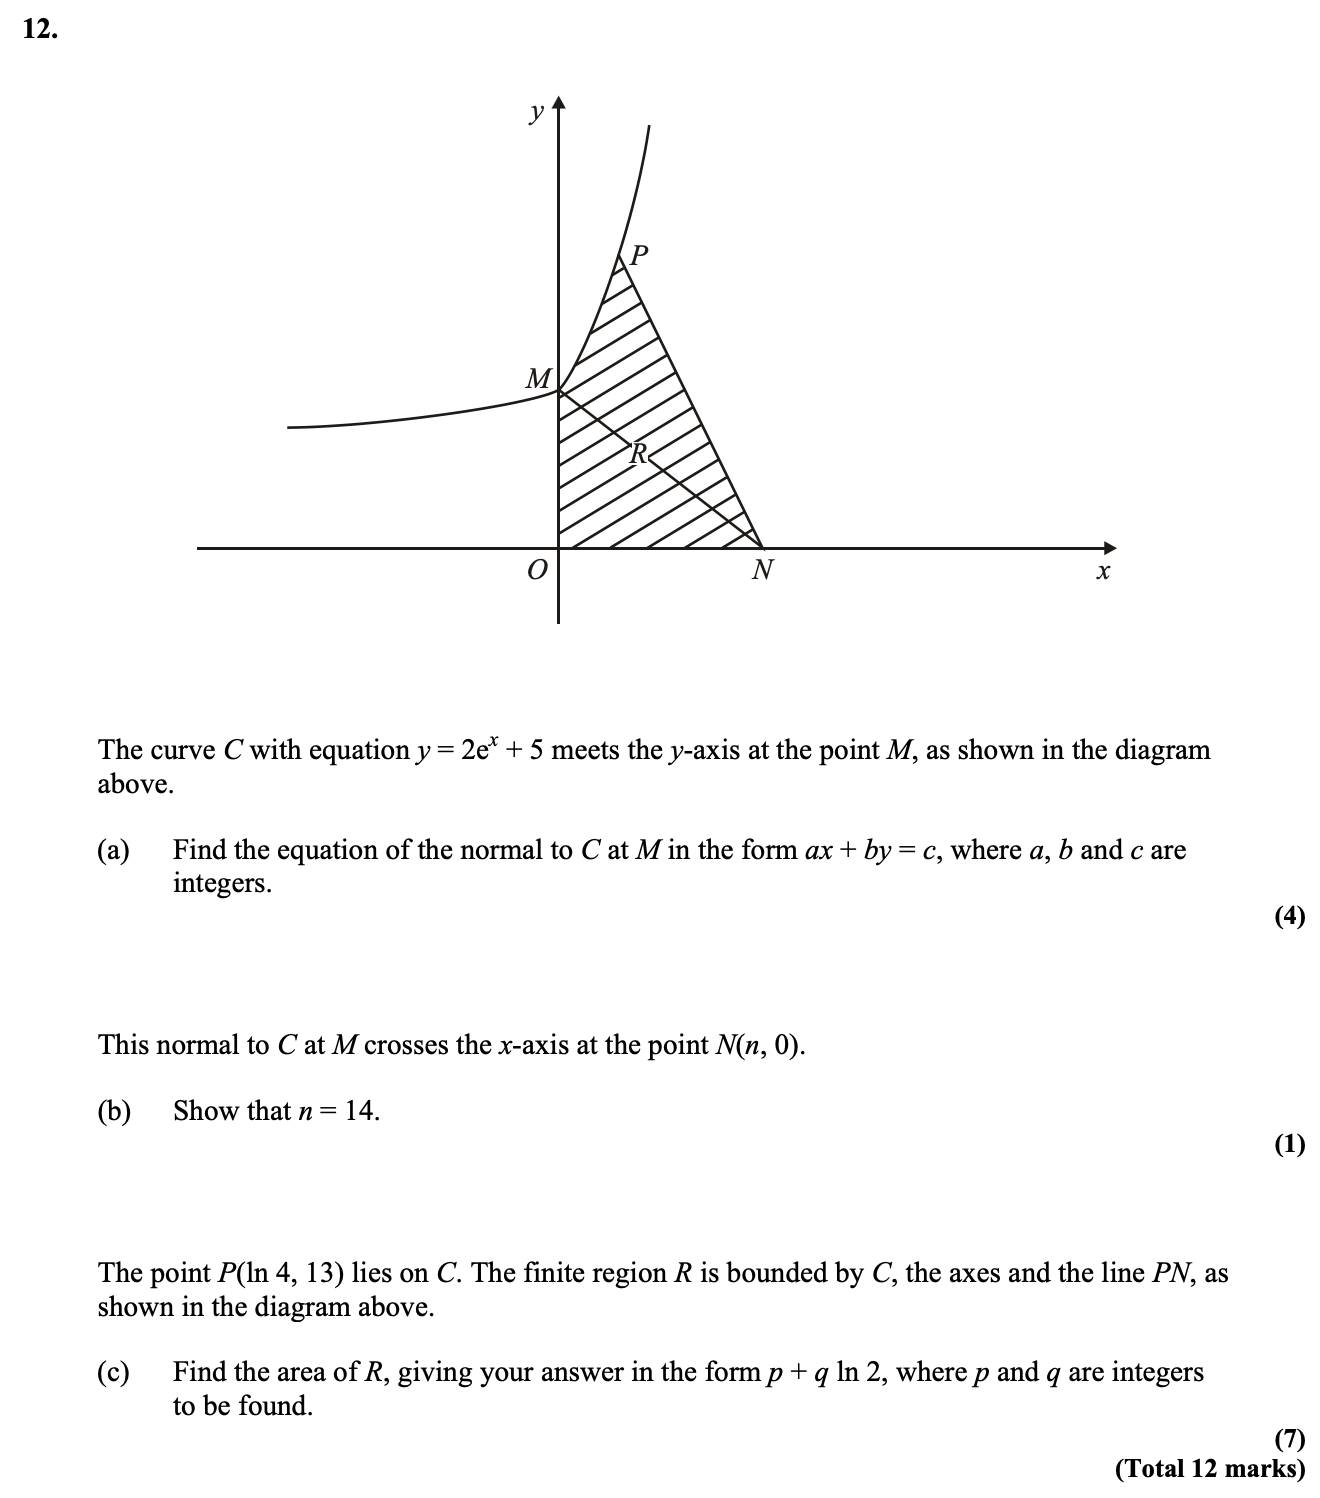 12.
y
P
M
R
O
N
x
The curve C with equation y = 2eˣ + 5 meets the y-axis at the point M, as shown in the diagram
above.
(a) Find the equation of the normal to C at M in the form ax + by = c, where a, b and c are
integers.
(4)
This normal to C at M crosses the x-axis at the point N(n, 0).
(b) Show that n = 14.
(1)
The point P(ln 4, 13) lies on C. The finite region R is bounded by C, the axes and the line PN, as
shown in the diagram above.
(c) Find the area of R, giving your answer in the form p + q ln 2, where p and q are integers
to be found.
(7)
(Total 12 marks)